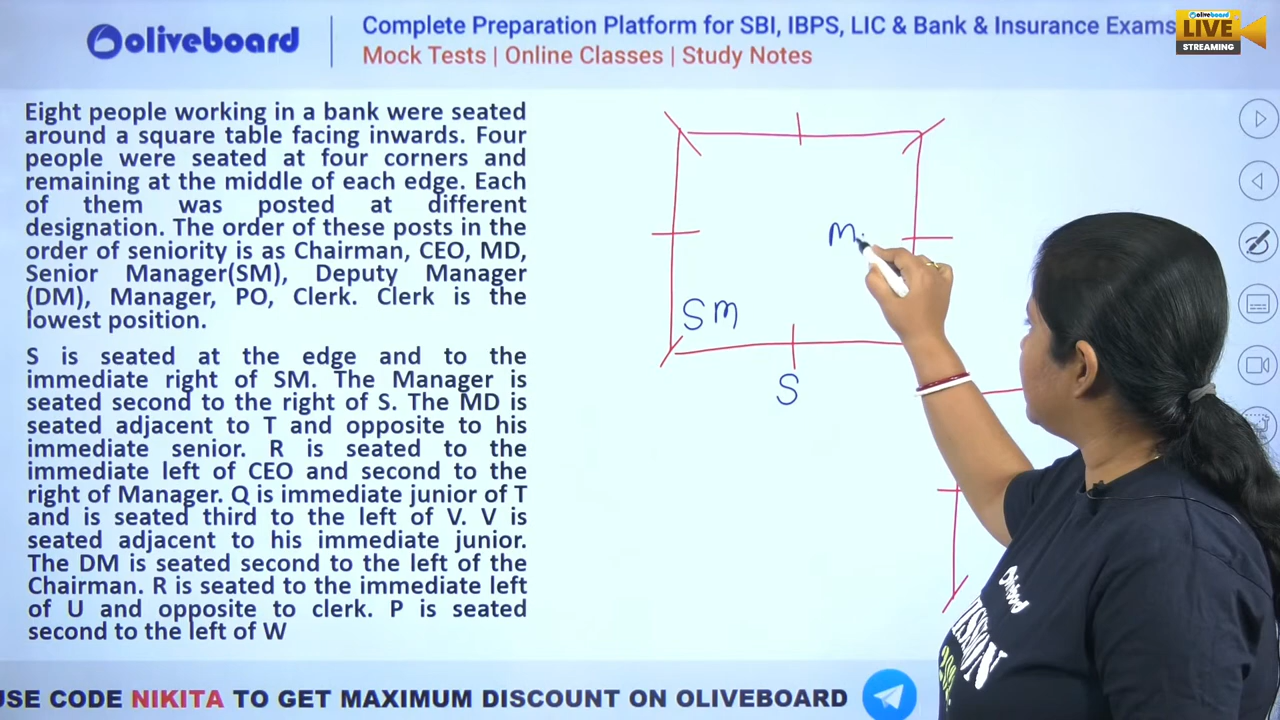 oliveboard
Complete Preparation Platform for SBI, IBPS, LIC & Bank & Insurance Exams
Mock Tests | Online Classes | Study Notes
oliveboard
LIVE
STREAMING
Eight people working in a bank were seated
around a square table facing inwards. Four
people were seated at four corners and
remaining at the middle of each edge. Each
of them was posted at different
designation. The order of these posts in the
order of seniority is as Chairman, CEO, MD,
Senior Manager(SM), Deputy Manager
(DM), Manager, PO, Clerk. Clerk is the
lowest position.
S is seated at the edge and to the
immediate right of SM. The Manager is
seated second to the right of S. The MD is
seated adjacent to T and opposite to his
immediate senior. R is seated to the
immediate left of CEO and second to the
right of Manager. Q is immediate junior of T
and is seated third to the left of V. V is
seated adjacent to his immediate junior.
The DM is seated second to the left of the
Chairman. R is seated to the immediate left
of U and opposite to clerk. P is seated
second to the left of W
SM
S
M
MISSION
USE CODE NIKITA TO GET MAXIMUM DISCOUNT ON OLIVEBOARD